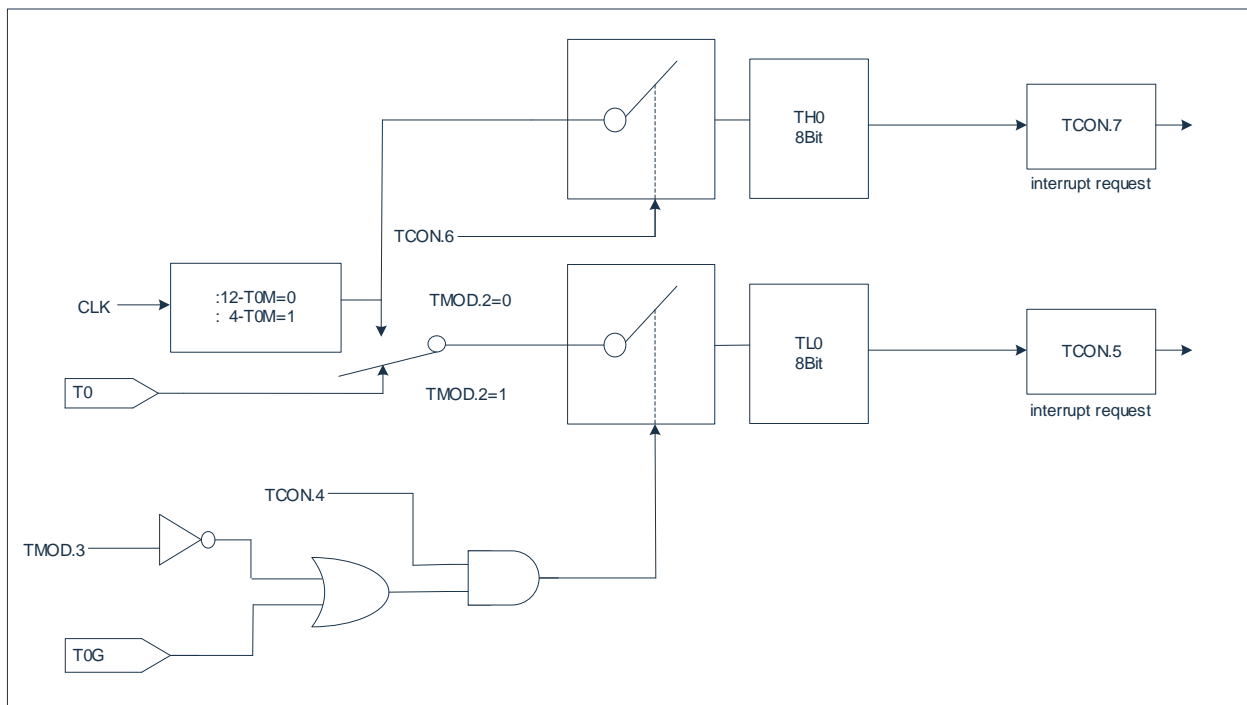 TH0
8Bit
TCON.7
interrupt request
TCON.6
CLK
:12-T0M=0
:  4-T0M=1
TMOD.2=0
TL0
8Bit
TCON.5
interrupt request
T0
TMOD.2=1
TCON.4
TMOD.3
T0G